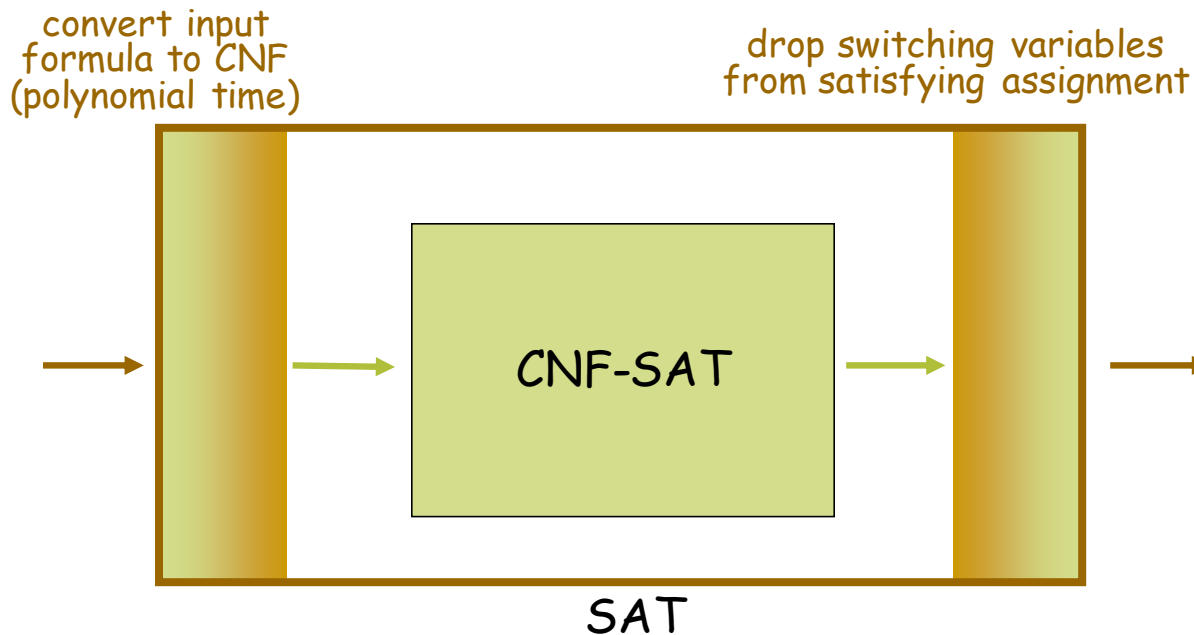 convert input
formula to CNF
(polynomial time)
drop switching variables
from satisfying assignment
CNF-SAT
SAT